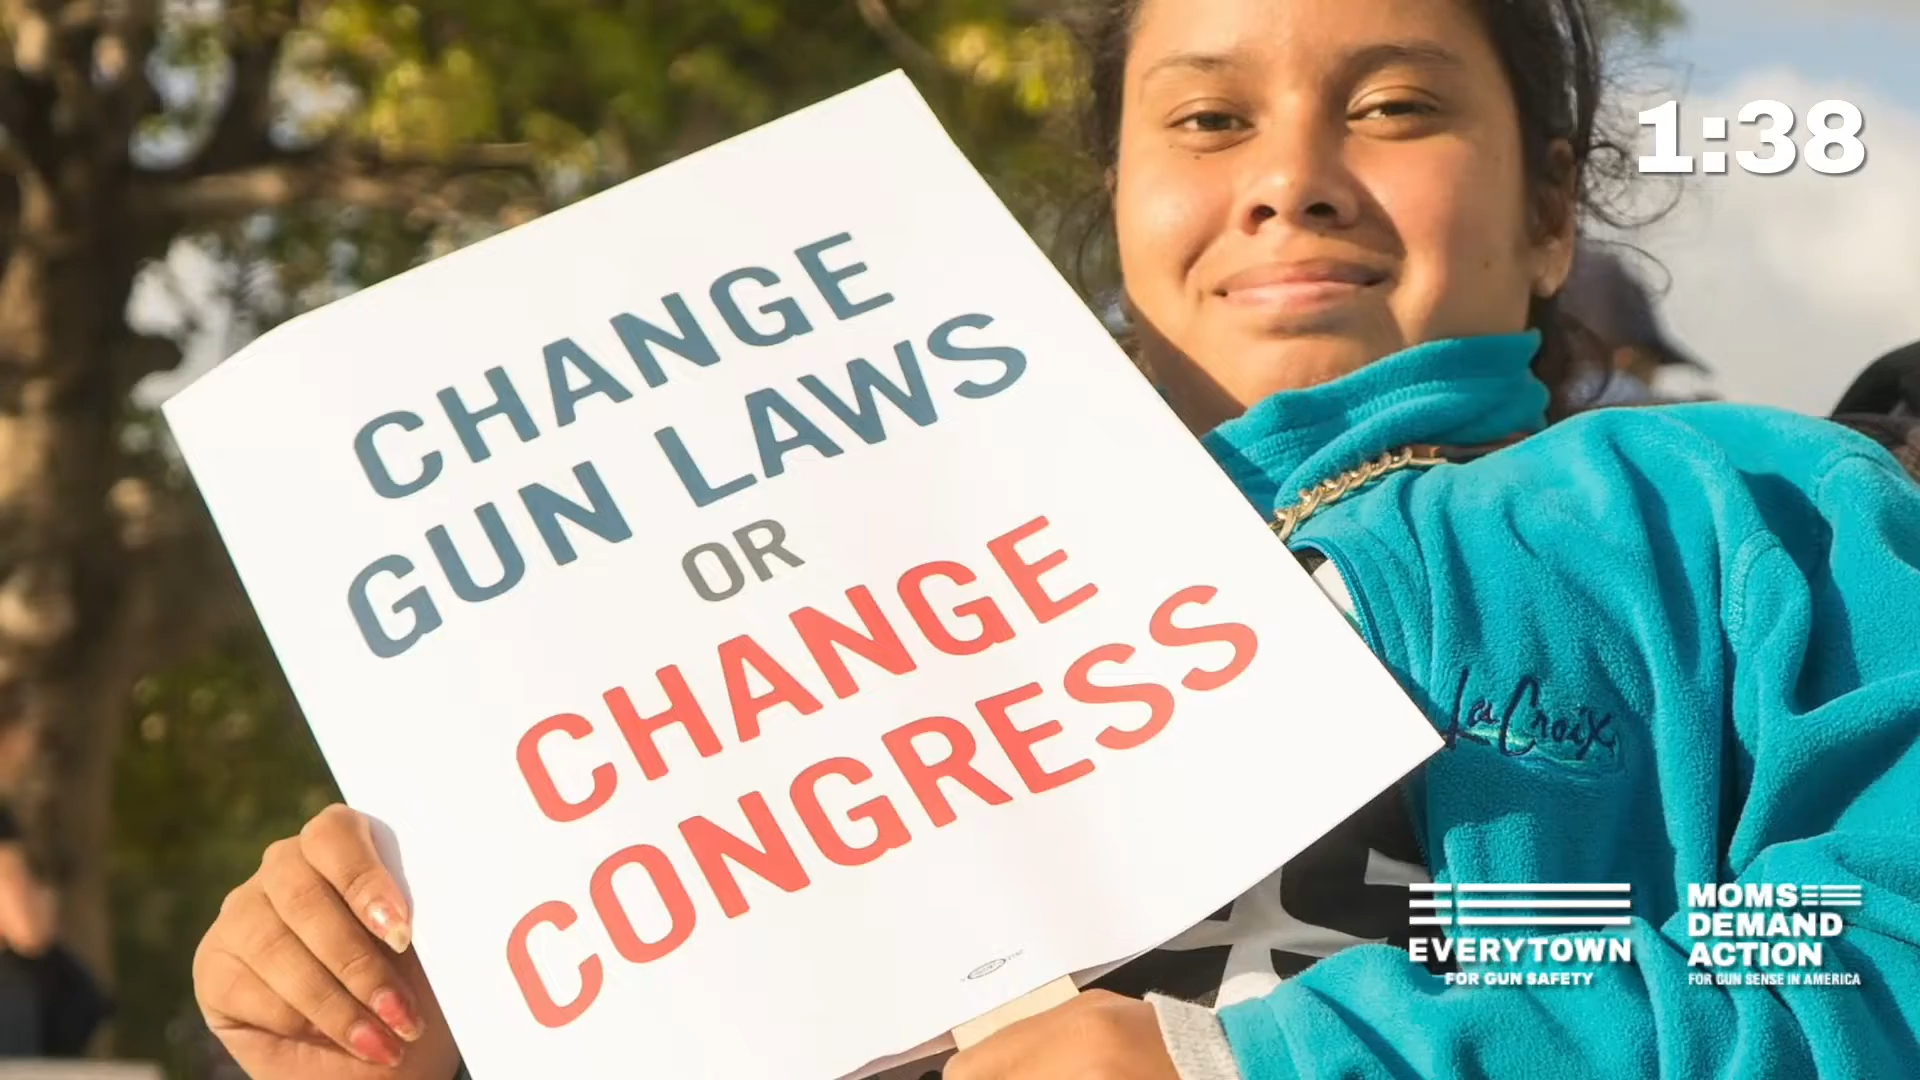 1:38
CHANGE
GUN LAWS
OR
CHANGE
CONGRESS
La Croix
EVERYTOWN
FOR GUN SAFETY
MOMS
DEMAND
ACTION
FOR GUN SENSE IN AMERICA